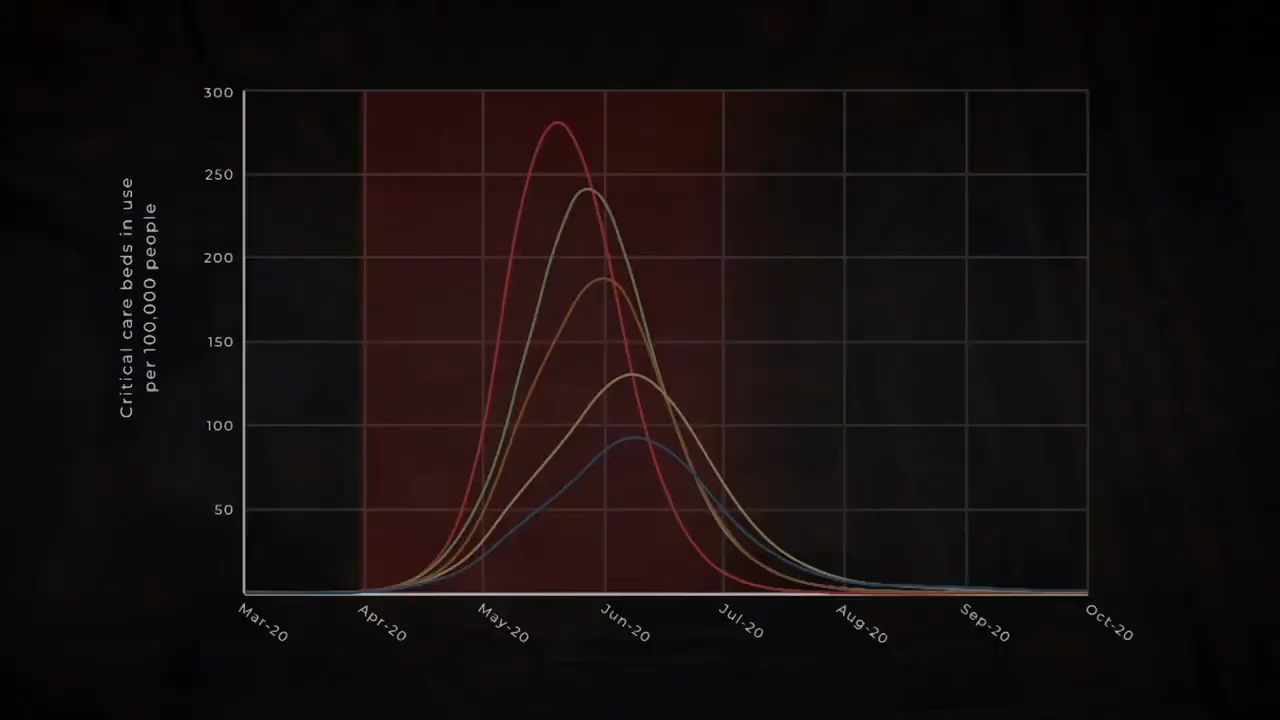 Critical care beds in use
per 100,000 people
300
250
200
150
100
50
Mar-20
Apr-20
May-20
Jun-20
Jul-20
Aug-20
Sep-20
Oct-20